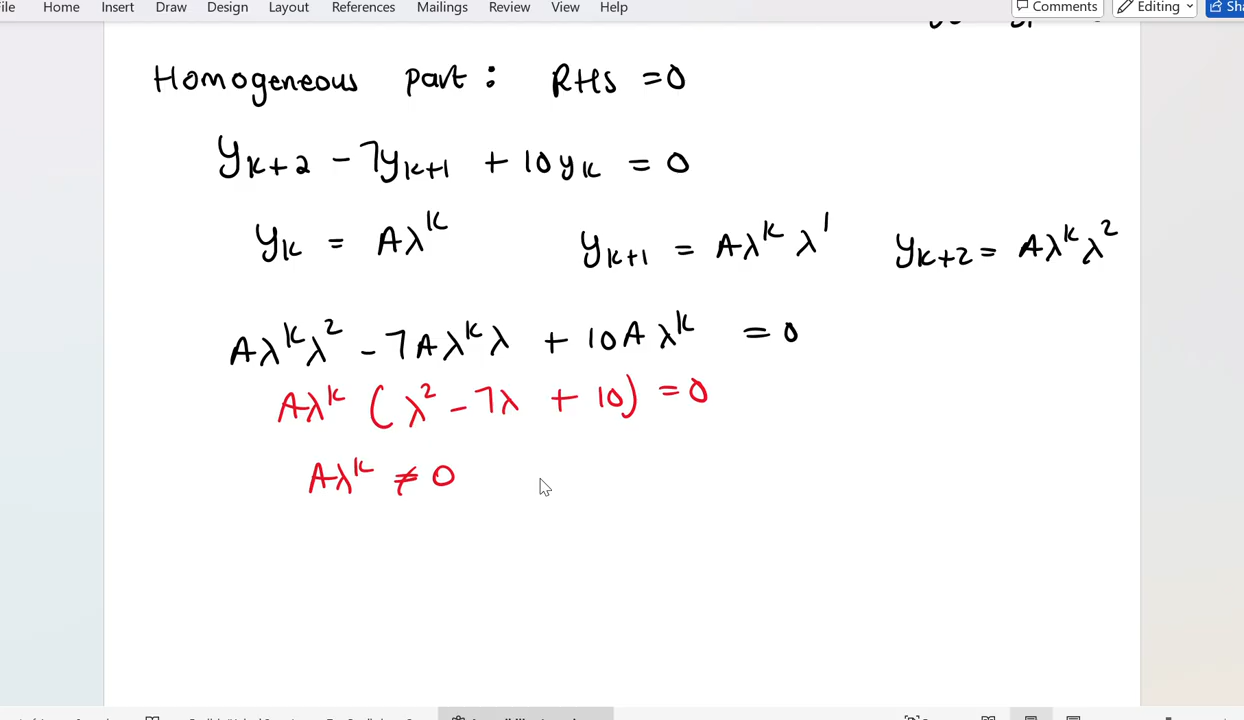 File Home Insert Draw Design Layout References Mailings Review View Help Comments Editing
Homogeneous part : RHS =0
y_{k+2} - 7y_{k+1} + 10y_k = 0
y_k = Aλ^k y_{k+1} = Aλ^k λ^1 y_{k+2} = Aλ^k λ^2
Aλ^k λ^2 - 7Aλ^k λ + 10Aλ^k = 0
Aλ^k (λ^2 - 7λ + 10) = 0
Aλ^k ≠ 0